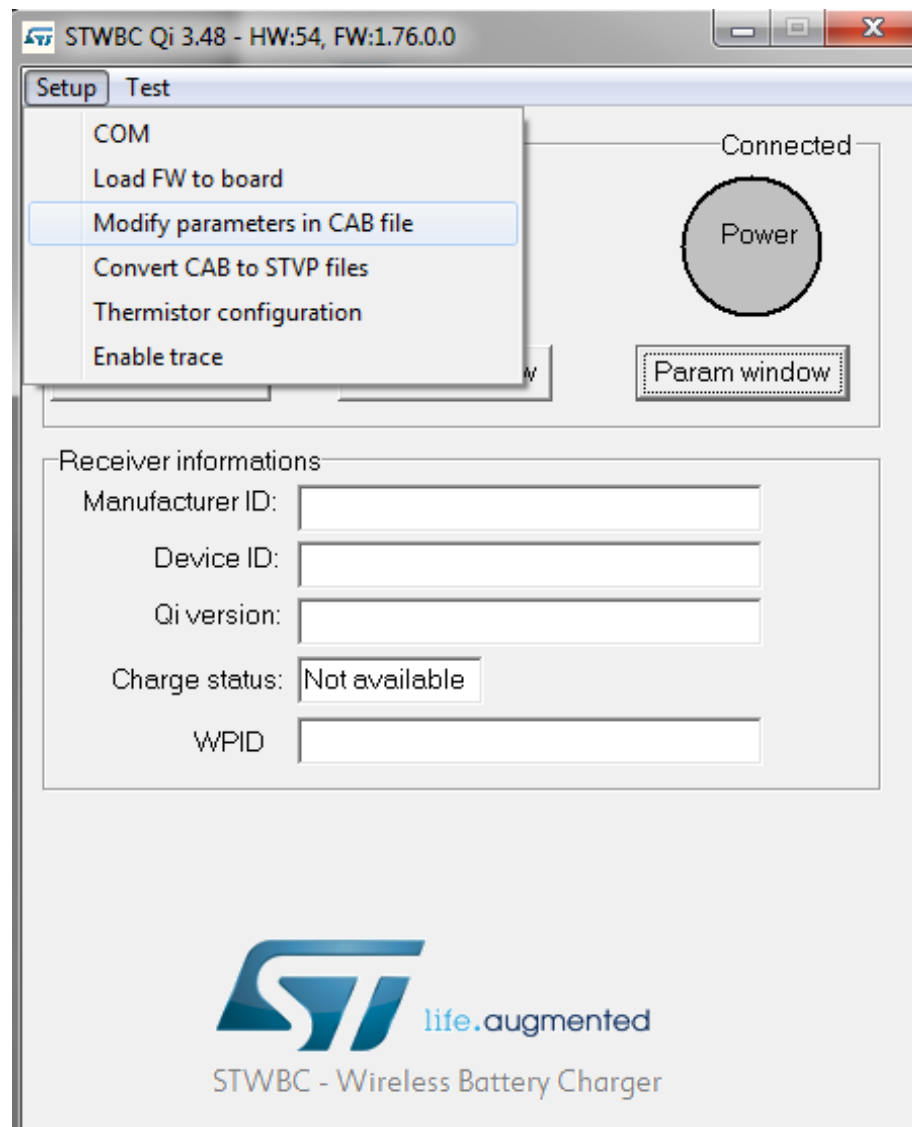 STWBC Qi 3.48 - HW:54, FW:1.76.0.0
Setup Test
COM
Load FW to board
Modify parameters in CAB file
Convert CAB to STVP files
Thermistor configuration
Enable trace
Connected
Power
Param window
Receiver informations
Manufacturer ID:
Device ID:
Qi version:
Charge status: Not available
WPID
ST
life.augmented
STWBC - Wireless Battery Charger